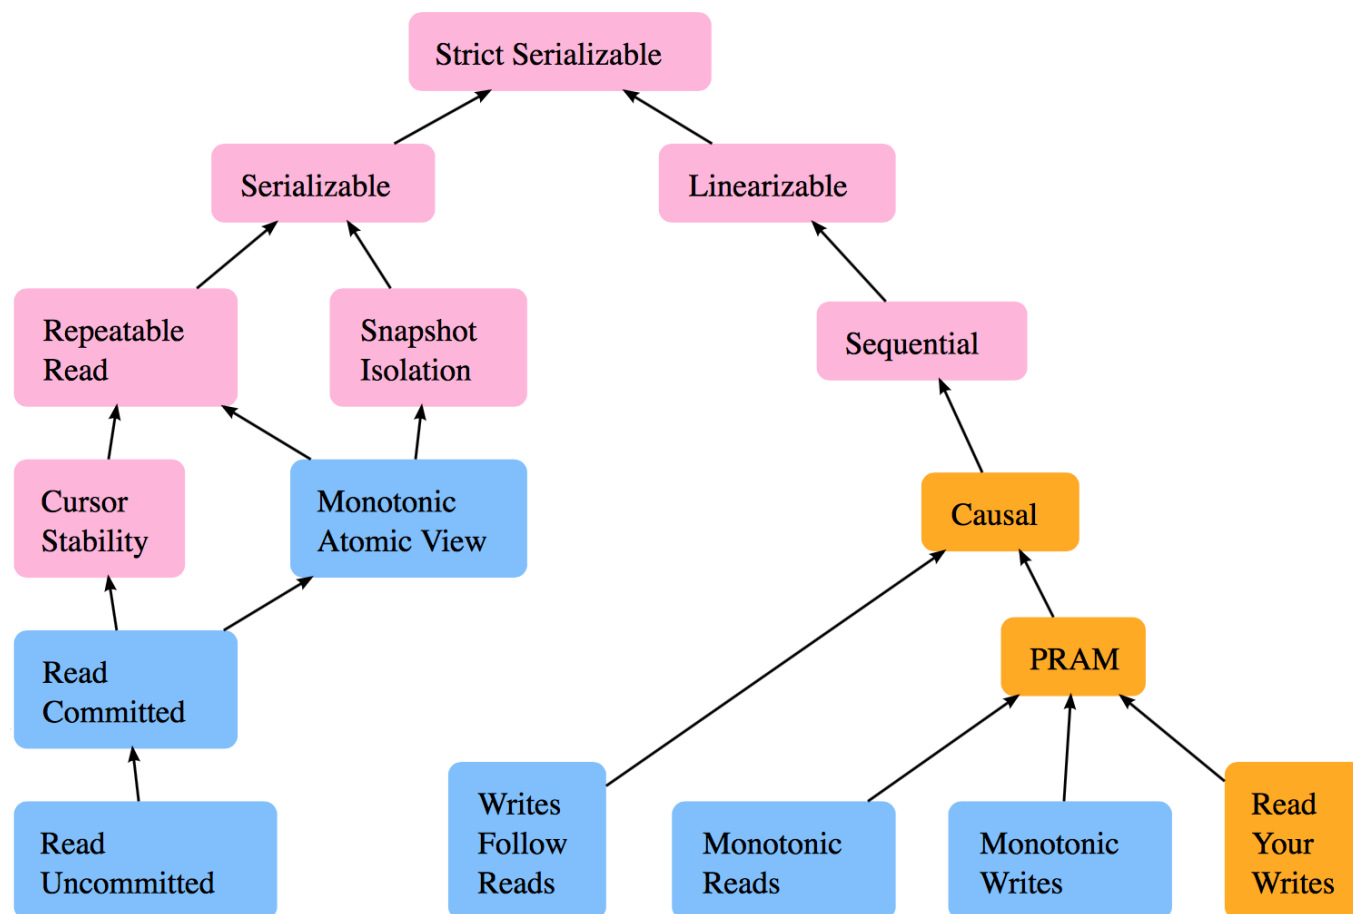 Strict Serializable
Serializable
Linearizable
Repeatable
Read
Snapshot
Isolation
Sequential
Cursor
Stability
Monotonic
Atomic View
Causal
Read
Committed
PRAM
Read
Uncommitted
Writes
Follow
Reads
Monotonic
Reads
Monotonic
Writes
Read
Your
Writes